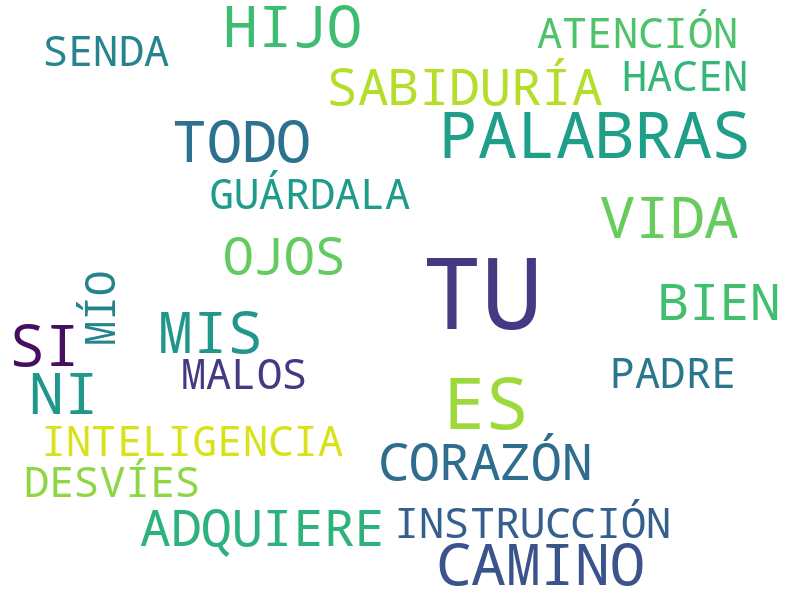 HIJO
ATENCIÓN
SENDA
SABIDURÍA
HACEN
TODO
PALABRAS
GUÁRDALA
VIDA
OJOS
TU
MÍO
BIEN
SI
MIS
MALOS
PADRE
NI
ES
INTELIGENCIA
CORAZÓN
DESVÍES
ADQUIERE
INSTRUCCIÓN
CAMINO